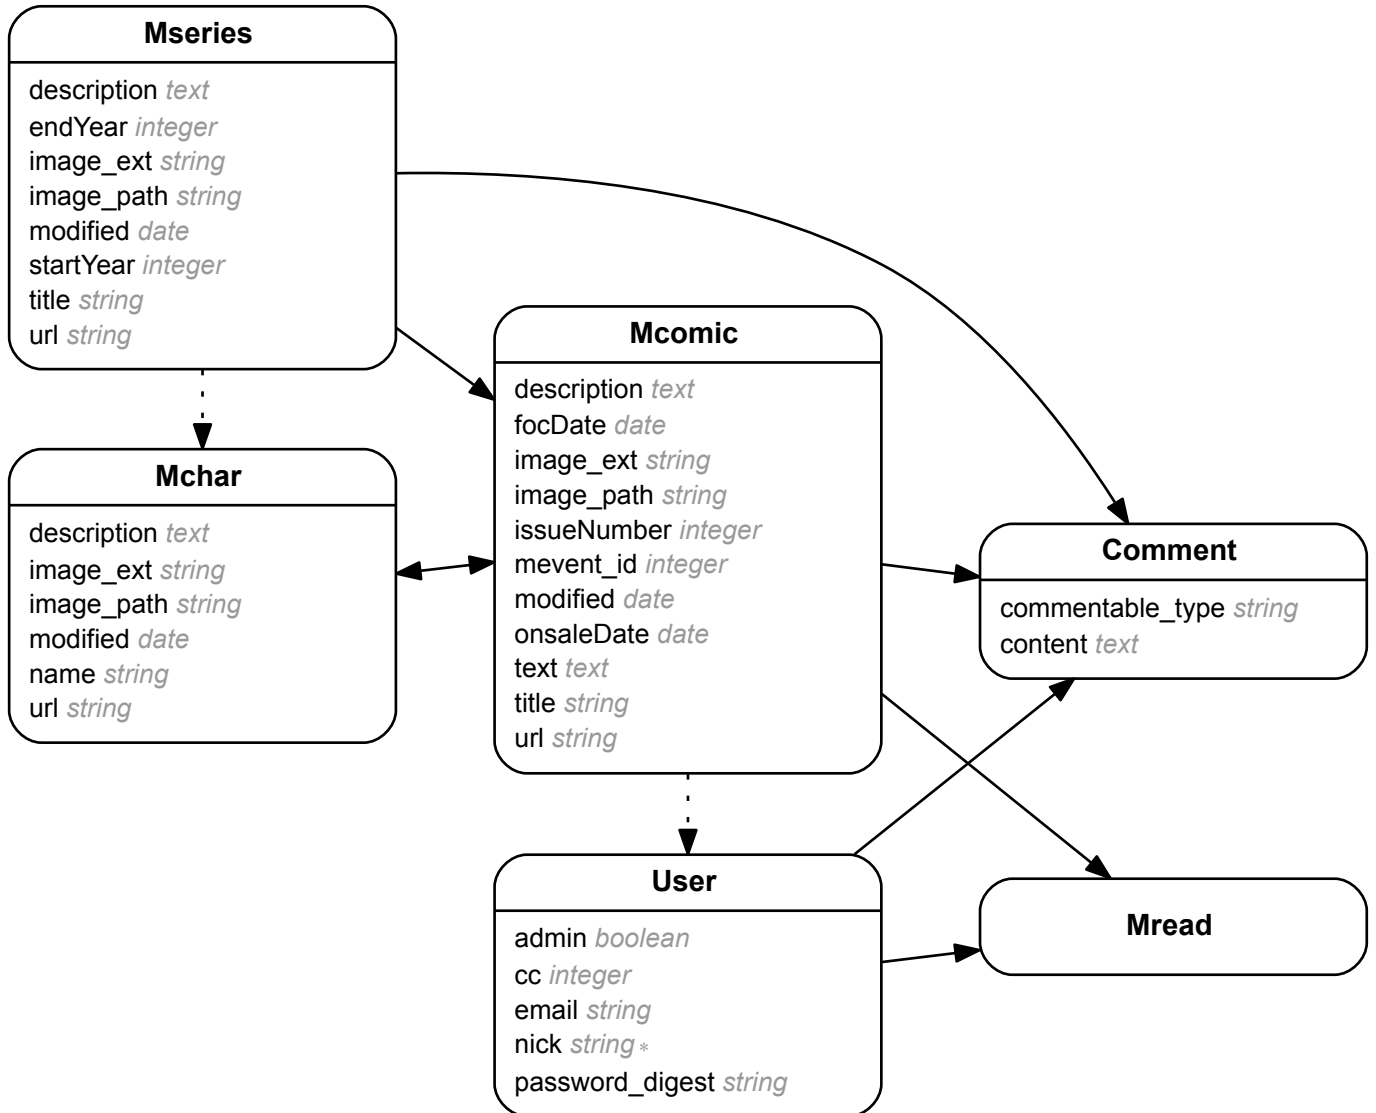 Mseries
description text
endYear integer
image_ext string
image_path string
modified date
startYear integer
title string
url string
Mchar
description text
image_ext string
image_path string
modified date
name string
url string
Mcomic
description text
focDate date
image_ext string
image_path string
issueNumber integer
mevent_id integer
modified date
onsaleDate date
text text
title string
url string
Comment
commentable_type string
content text
User
admin boolean
cc integer
email string
nick string *
password_digest string
Mread